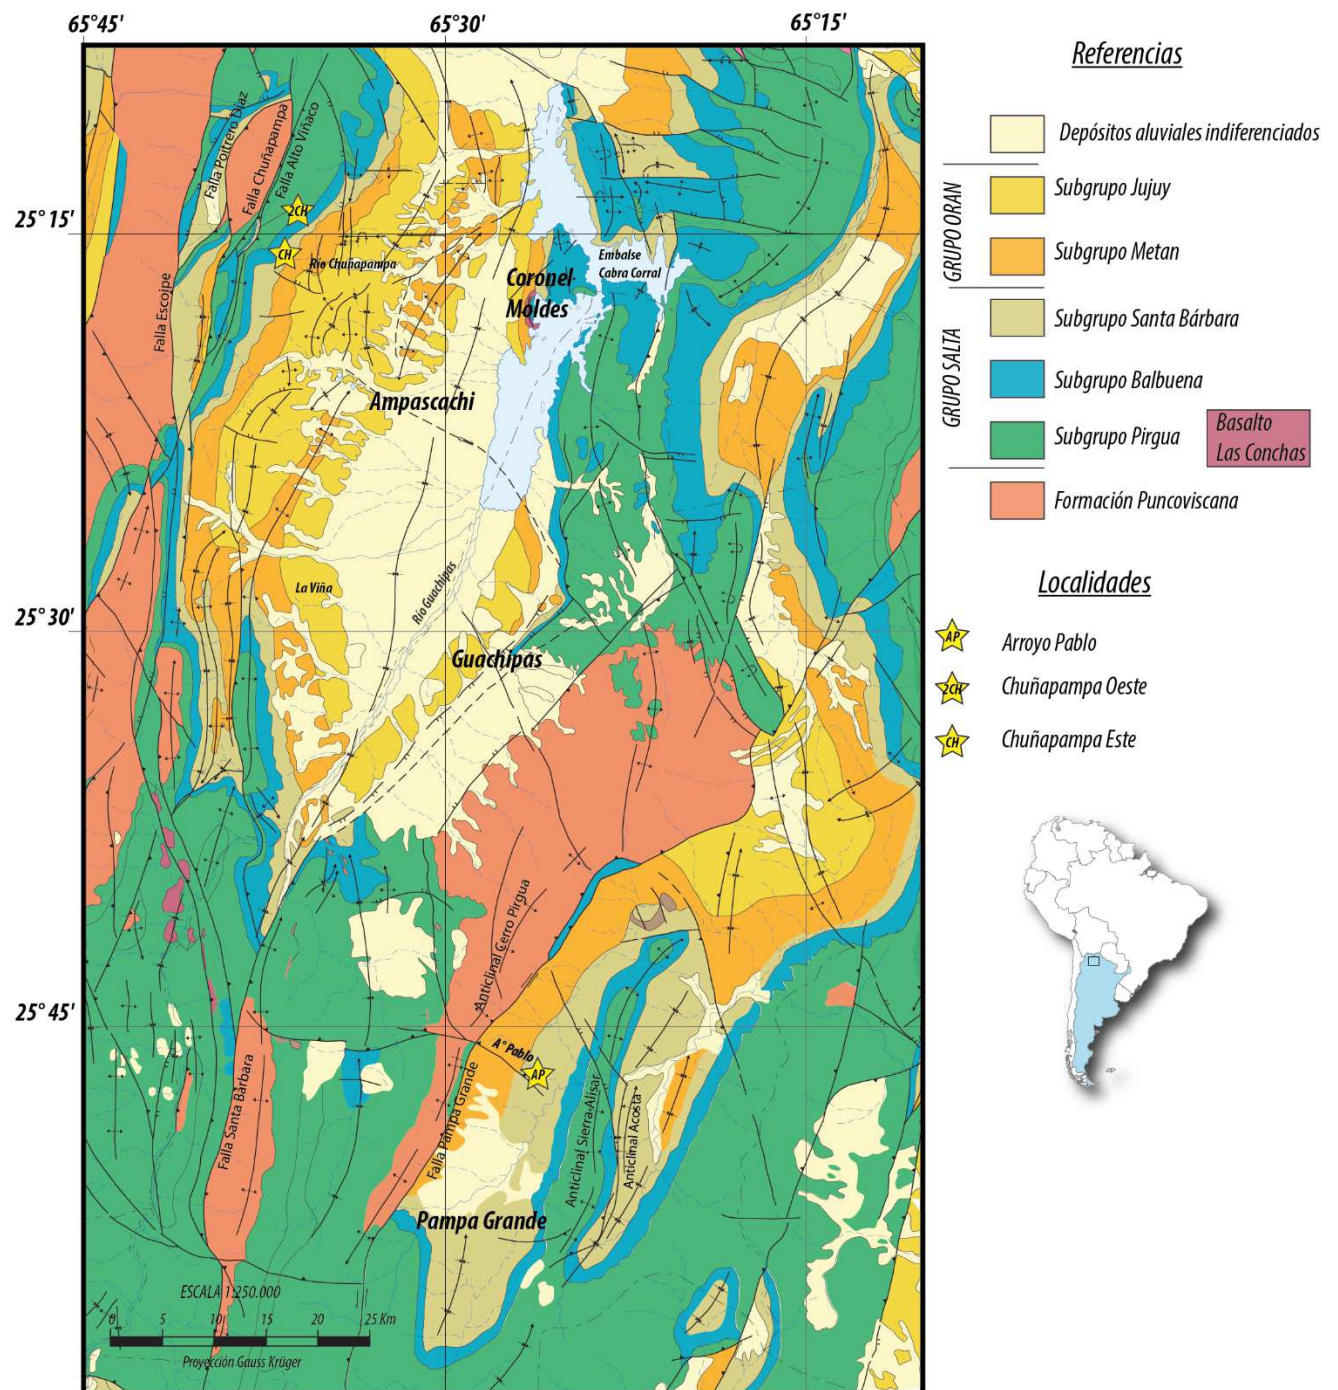 65°45'
65°30'
65°15'
25°15'
25°30'
25°45'
Falla Poitrero Díaz
Falla Chuñapampa
Falla Alto Viñaco
2CH
CH
Río Chuñapampa
Falla Escoipe
Coronel
Moldes
Embalse
Cabra Corral
Ampascachi
La Viña
Río Guachipas
Guachipas
Anticlinal Cerro Pirgua
A° Pablo
AP
Falla Santa Bárbara
Falla Pampa Grande
Anticlinal Sierra Alisar
Anticlinal Acosta
Pampa Grande
ESCALA 1:250.000
0 5 10 15 20 25 Km
Proyección Gauss Krüger
Referencias
Depósitos aluviales indiferenciados
GRUPO ORAN
Subgrupo Jujuy
Subgrupo Metan
GRUPO SALTA
Subgrupo Santa Bárbara
Subgrupo Balbuena
Subgrupo Pirgua
Basalto
Las Conchas
Formación Puncoviscana
Localidades
AP
Arroyo Pablo
2CH
Chuñapampa Oeste
CH
Chuñapampa Este